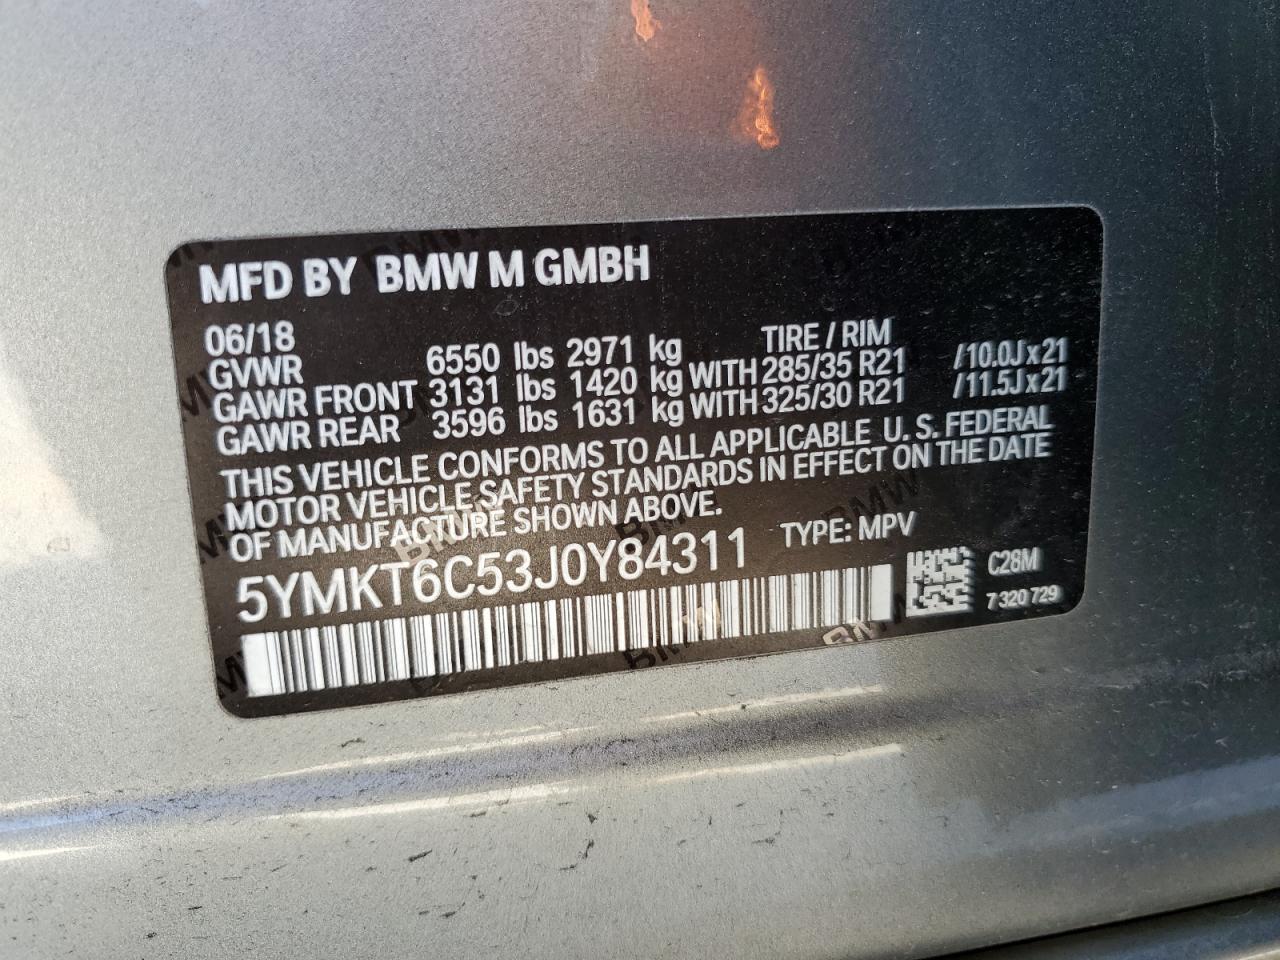 MFD BY BMW M GMBH
06/18 TIRE / RIM
GVWR 6550 lbs 2971 kg
GAWR FRONT 3131 lbs 1420 kg WITH 285/35 R21 /10.0Jx21
GAWR REAR 3596 lbs 1631 kg WITH 325/30 R21 /11.5Jx21
THIS VEHICLE CONFORMS TO ALL APPLICABLE U.S. FEDERAL
MOTOR VEHICLE SAFETY STANDARDS IN EFFECT ON THE DATE
OF MANUFACTURE SHOWN ABOVE.
5YMKT6C53J0Y84311 TYPE: MPV
C28M
7 320 729